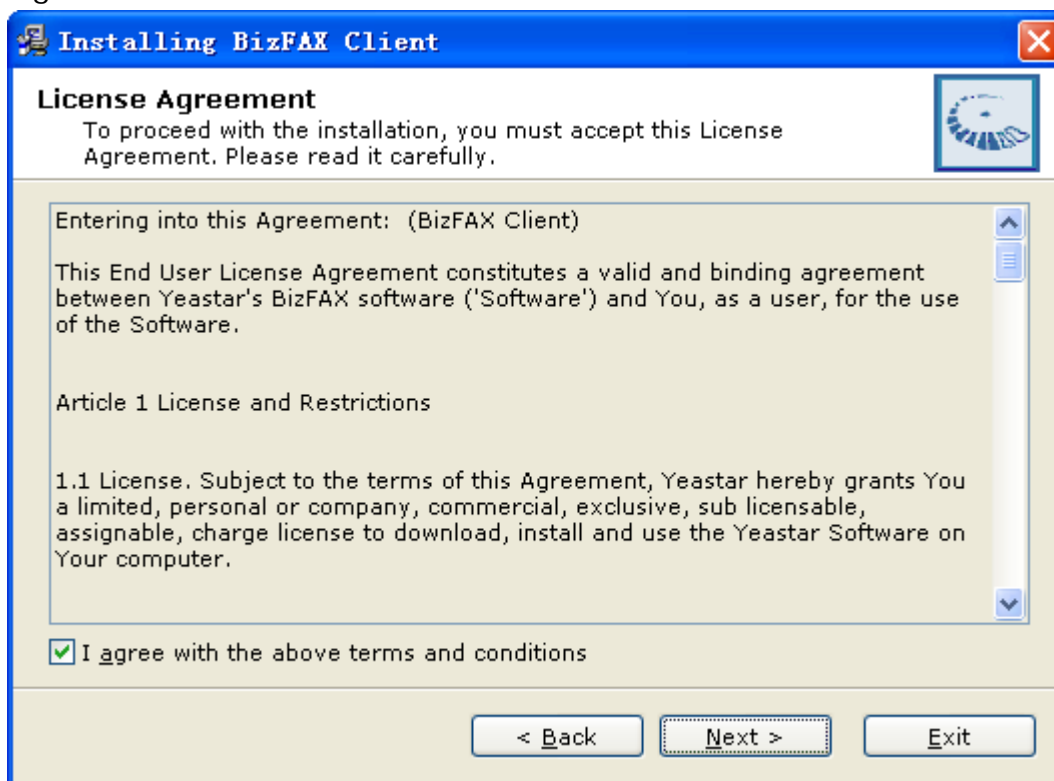 Installing BizFAX Client
License Agreement
To proceed with the installation, you must accept this License
Agreement. Please read it carefully.
Entering into this Agreement:  (BizFAX Client)
This End User License Agreement constitutes a valid and binding agreement
between Yeastar's BizFAX software ('Software') and You, as a user, for the use
of the Software.
Article 1 License and Restrictions
1.1 License. Subject to the terms of this Agreement, Yeastar hereby grants You
a limited, personal or company, commercial, exclusive, sub licensable,
assignable, charge license to download, install and use the Yeastar Software on
Your computer.
I agree with the above terms and conditions
< Back
Next >
Exit